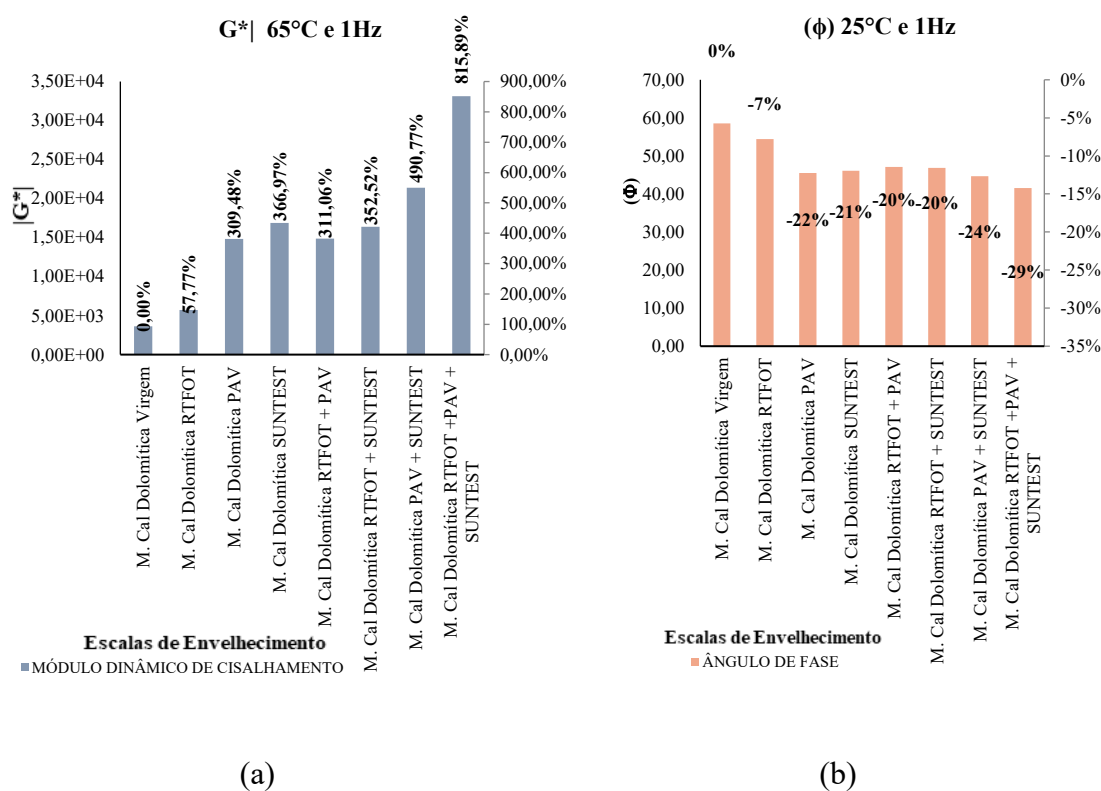 G*|  65°C e 1Hz
3,50E+04
3,00E+04
2,50E+04
2,00E+04
1,50E+04
1,00E+04
5,00E+03
0,00E+00
|G*|
0,00%
57,77%
309,48%
366,97%
311,06%
352,52%
490,77%
815,89%
900,00%
800,00%
700,00%
600,00%
500,00%
400,00%
300,00%
200,00%
100,00%
0,00%
M. Cal Dolomítica Virgem
M. Cal Dolomítica RTFOT
M. Cal Dolomítica PAV
M. Cal Dolomítica SUNTEST
M. Cal Dolomítica RTFOT + PAV
M. Cal Dolomítica RTFOT + SUNTEST
M. Cal Dolomítica PAV + SUNTEST
M. Cal Dolomítica RTFOT +PAV +
SUNTEST
Escalas de Envelhecimento
MÓDULO DINÂMICO DE CISALHAMENTO
(a)
(ϕ) 25°C e 1Hz
70,00
60,00
50,00
40,00
30,00
20,00
10,00
0,00
(Φ)
0%
-7%
-22%
-21%
-20%
-20%
-24%
-29%
0%
-5%
-10%
-15%
-20%
-25%
-30%
-35%
M. Cal Dolomítica Virgem
M. Cal Dolomítica RTFOT
M. Cal Dolomítica PAV
M. Cal Dolomítica SUNTEST
M. Cal Dolomítica RTFOT + PAV
M. Cal Dolomítica RTFOT + SUNTEST
M. Cal Dolomítica PAV + SUNTEST
M. Cal Dolomítica RTFOT +PAV +
SUNTEST
Escalas de Envelhecimento
ÂNGULO DE FASE
(b)